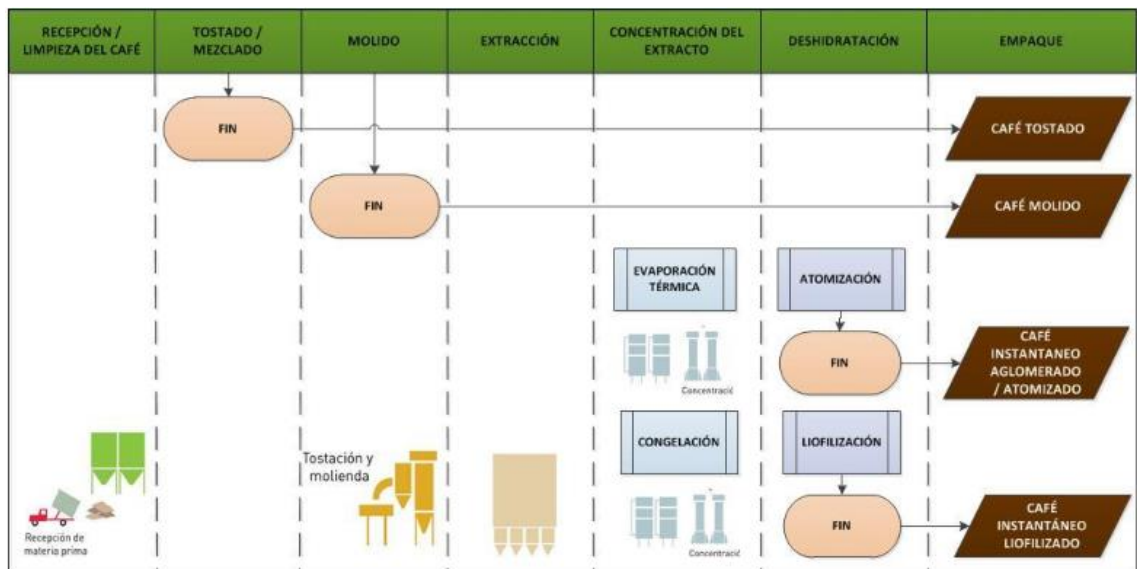 RECEPCIÓN /
LIMPIEZA DEL CAFÉ
TOSTADO /
MEZCLADO
MOLIDO
EXTRACCIÓN
CONCENTRACIÓN DEL
EXTRACTO
DESHIDRATACIÓN
EMPAQUE
FIN
CAFÉ TOSTADO
FIN
CAFÉ MOLIDO
EVAPORACIÓN
TÉRMICA
ATOMIZACIÓN
Concentració
FIN
CAFÉ
INSTANTANEO
AGLOMERADO
/ ATOMIZADO
CONGELACIÓN
LIOFILIZACIÓN
Tostación y
molienda
Concentració
FIN
CAFÉ
INSTANTÁNEO
LIOFILIZADO
Recepción de
materia prima